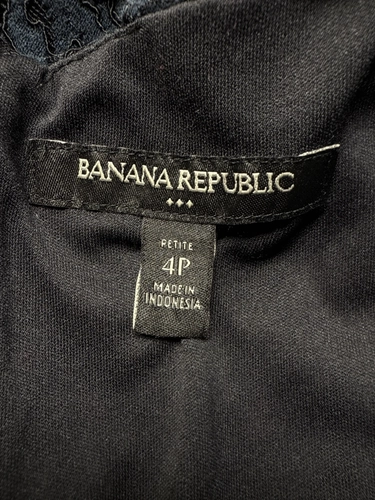 BANANA REPUBLIC
PETITE
4P
MADE IN
INDONESIA